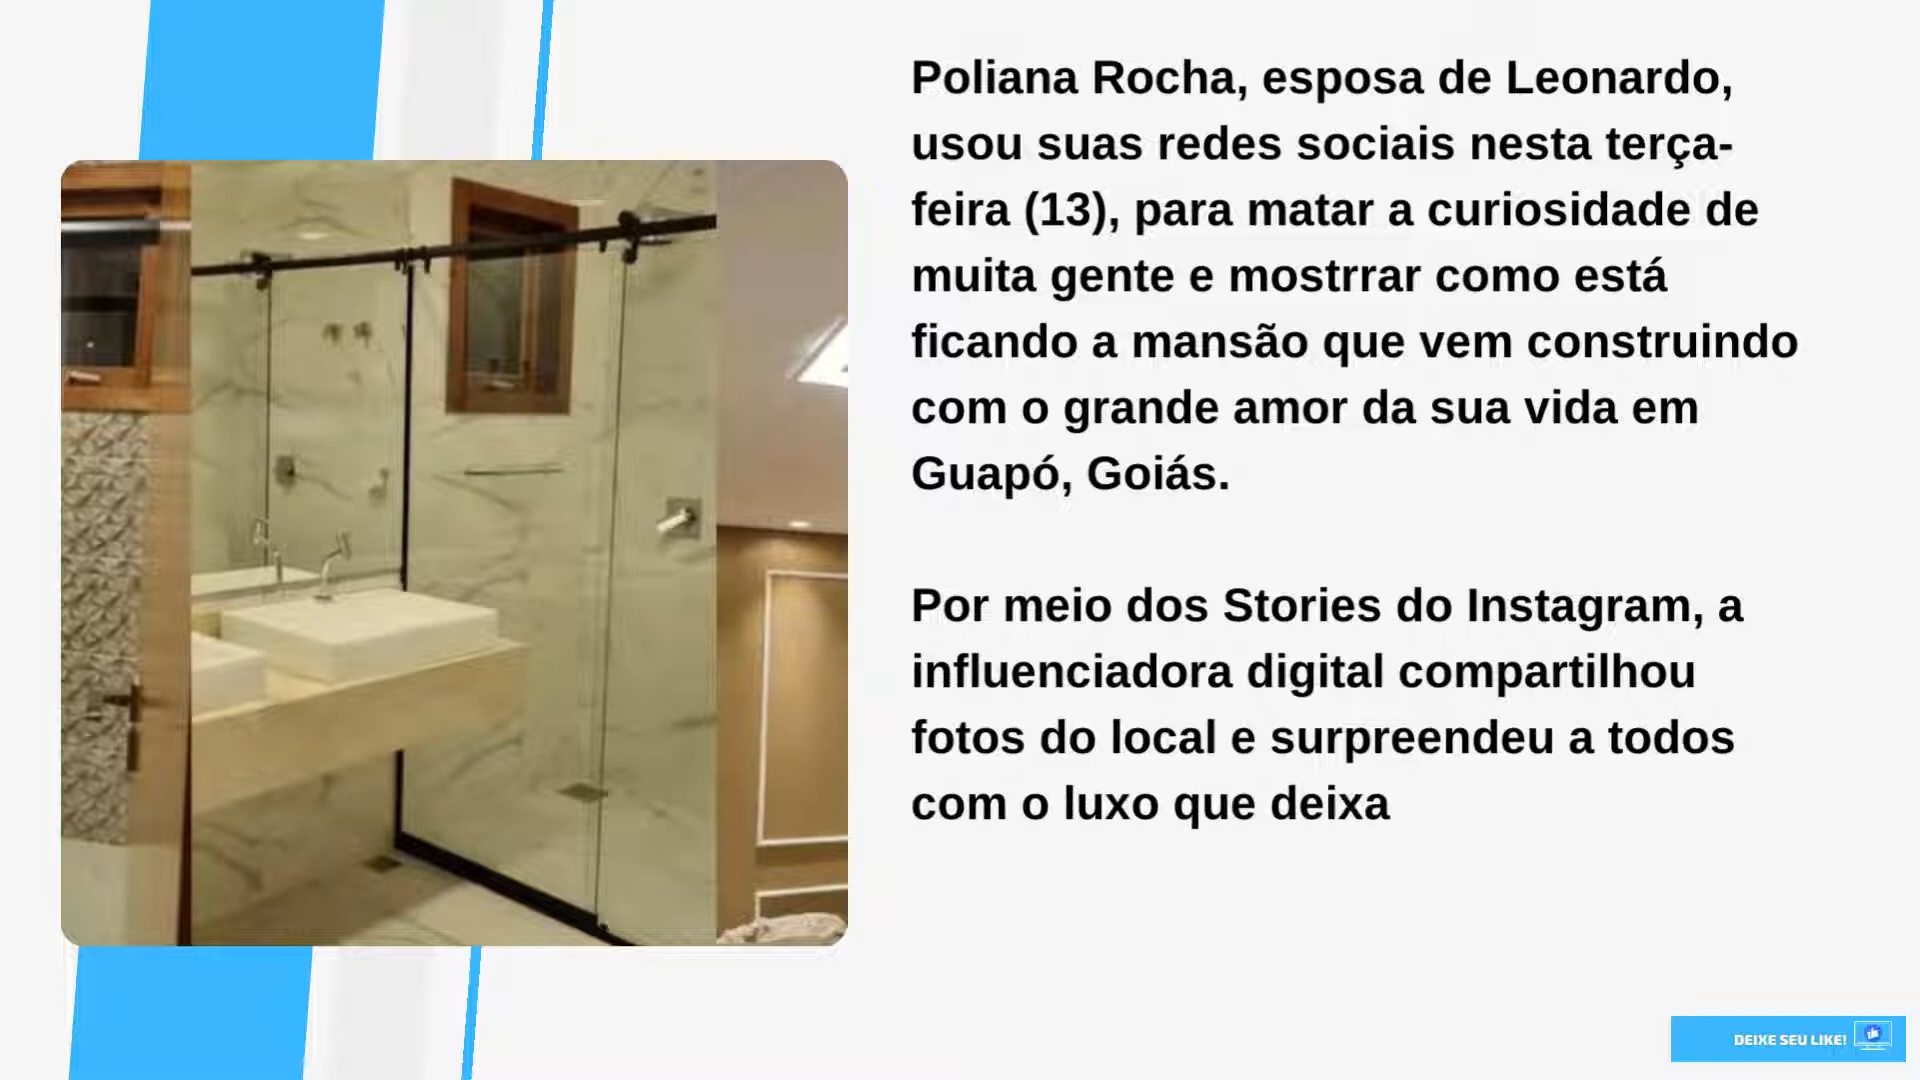 Poliana Rocha, esposa de Leonardo,
usou suas redes sociais nesta terça-
feira (13), para matar a curiosidade de
muita gente e mostrrar como está
ficando a mansão que vem construindo
com o grande amor da sua vida em
Guapó, Goiás.
Por meio dos Stories do Instagram, a
influenciadora digital compartilhou
fotos do local e surpreendeu a todos
com o luxo que deixa
DEIXE SEU LIKE!